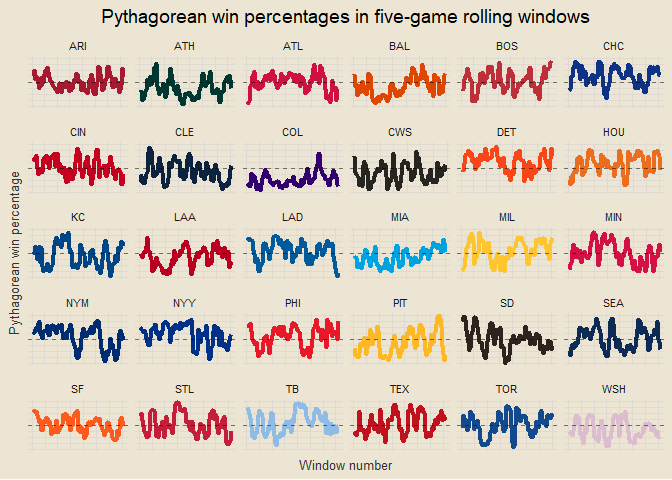 Pythagorean win percentages in five-game rolling windows
ARI ATH ATL BAL BOS CHC
CIN CLE COL CWS DET HOU
KC LAA LAD MIA MIL MIN
NYM NYY PHI PIT SD SEA
SF STL TB TEX TOR WSH
Pythagorean win percentage
Window number